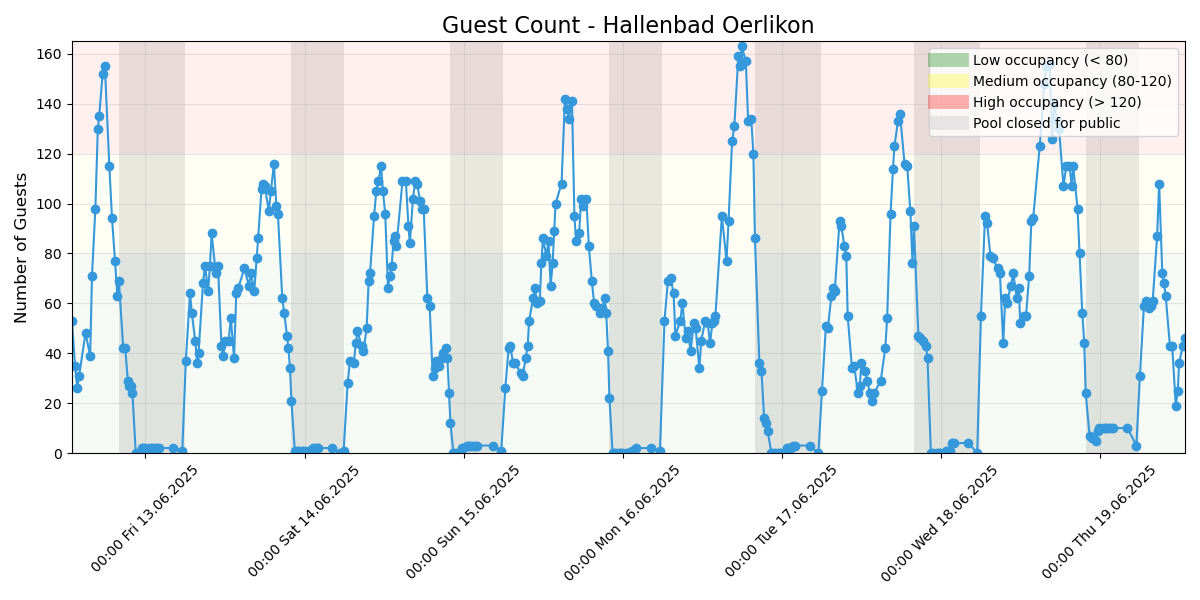 Guest Count - Hallenbad Oerlikon
Number of Guests
160
140
120
100
80
60
40
20
0
Low occupancy (< 80)
Medium occupancy (80-120)
High occupancy (> 120)
Pool closed for public
00:00 Fri 13.06.2025
00:00 Sat 14.06.2025
00:00 Sun 15.06.2025
00:00 Mon 16.06.2025
00:00 Tue 17.06.2025
00:00 Wed 18.06.2025
00:00 Thu 19.06.2025